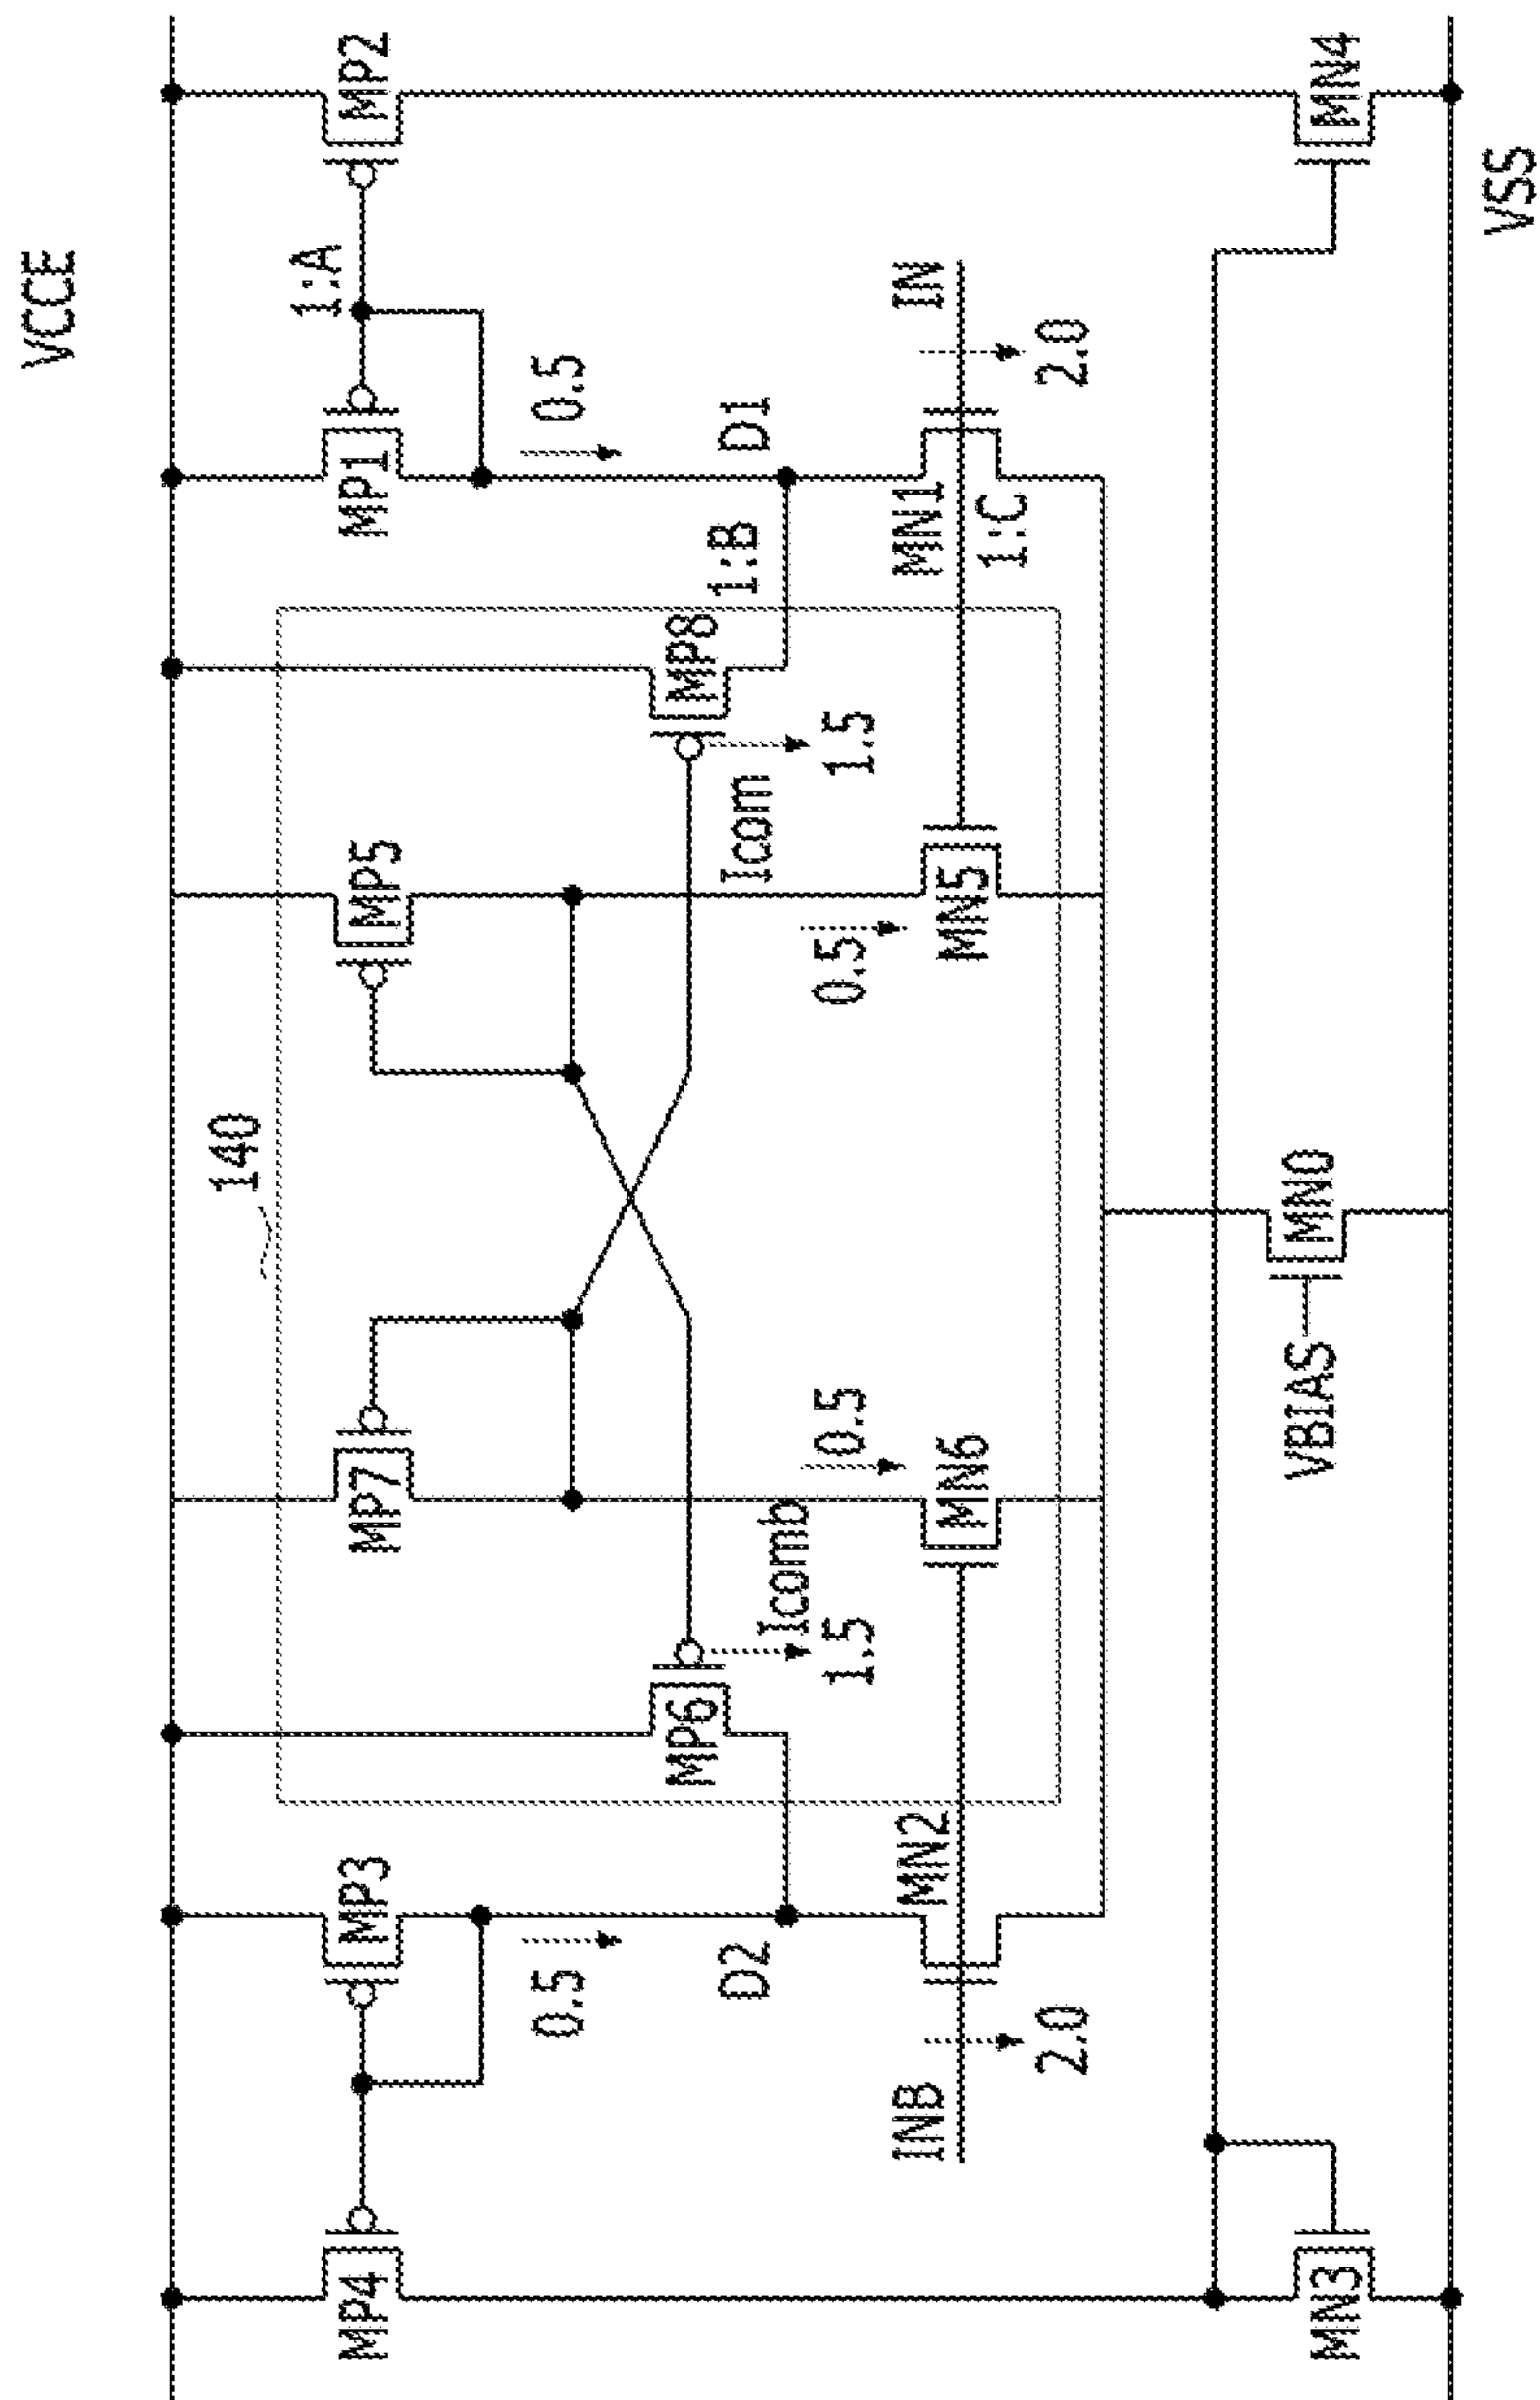 VCCE
140
1:A
MP4
MP3
MP7
MP5
MP1
MP2
0.5
0.5
MP6
MP8
D2
Icomb
Icom
1:B
D1
1.5
0.5
0.5
1.5
INB
MN2
MN6
MN5
MN1
IN
1:C
2.0
2.0
MN3
VBIAS
MN0
MN4
VSS